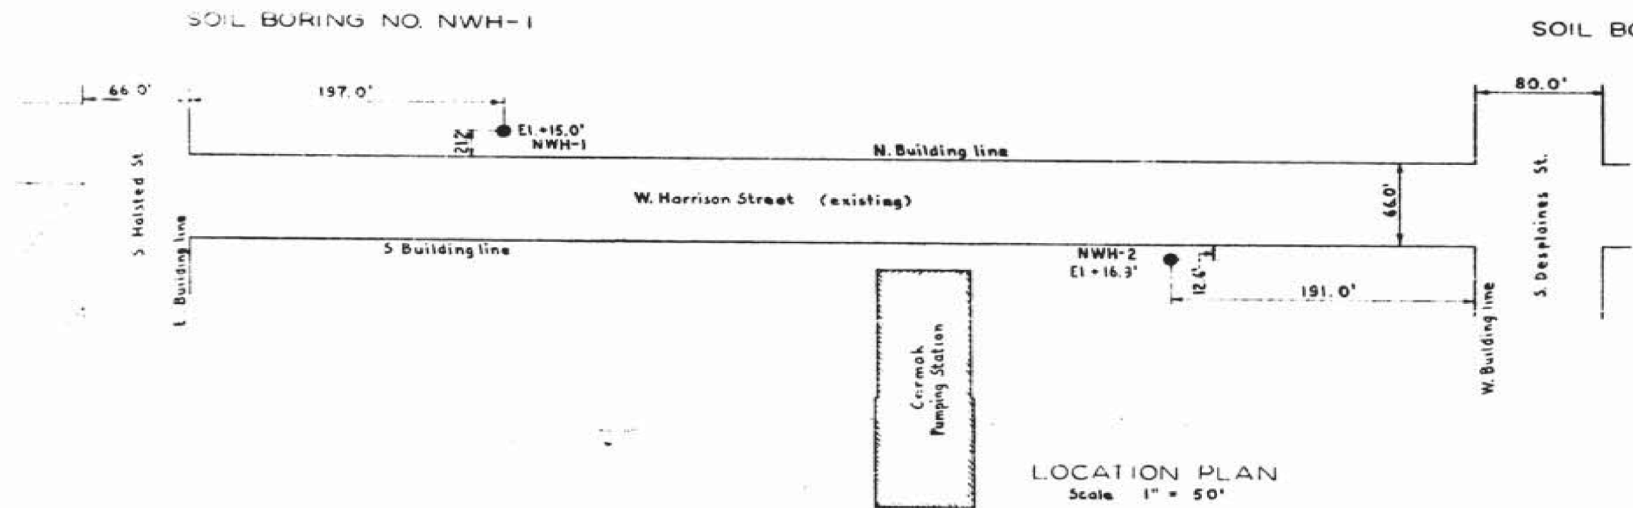 SOIL BORING NO. NWH-1
SOIL BO
66.0'
197.0'
80.0'
El. +15.0'
NWH-1
N. Building line
S Halsted St
W. Harrison Street (existing)
66.0'
S. Desplaines St.
S Building line
E Building line
NWH-2
El +16.3'
12.6'
191.0'
W. Building line
Cermak
Pumping Station
LOCATION PLAN
Scale 1" = 50'